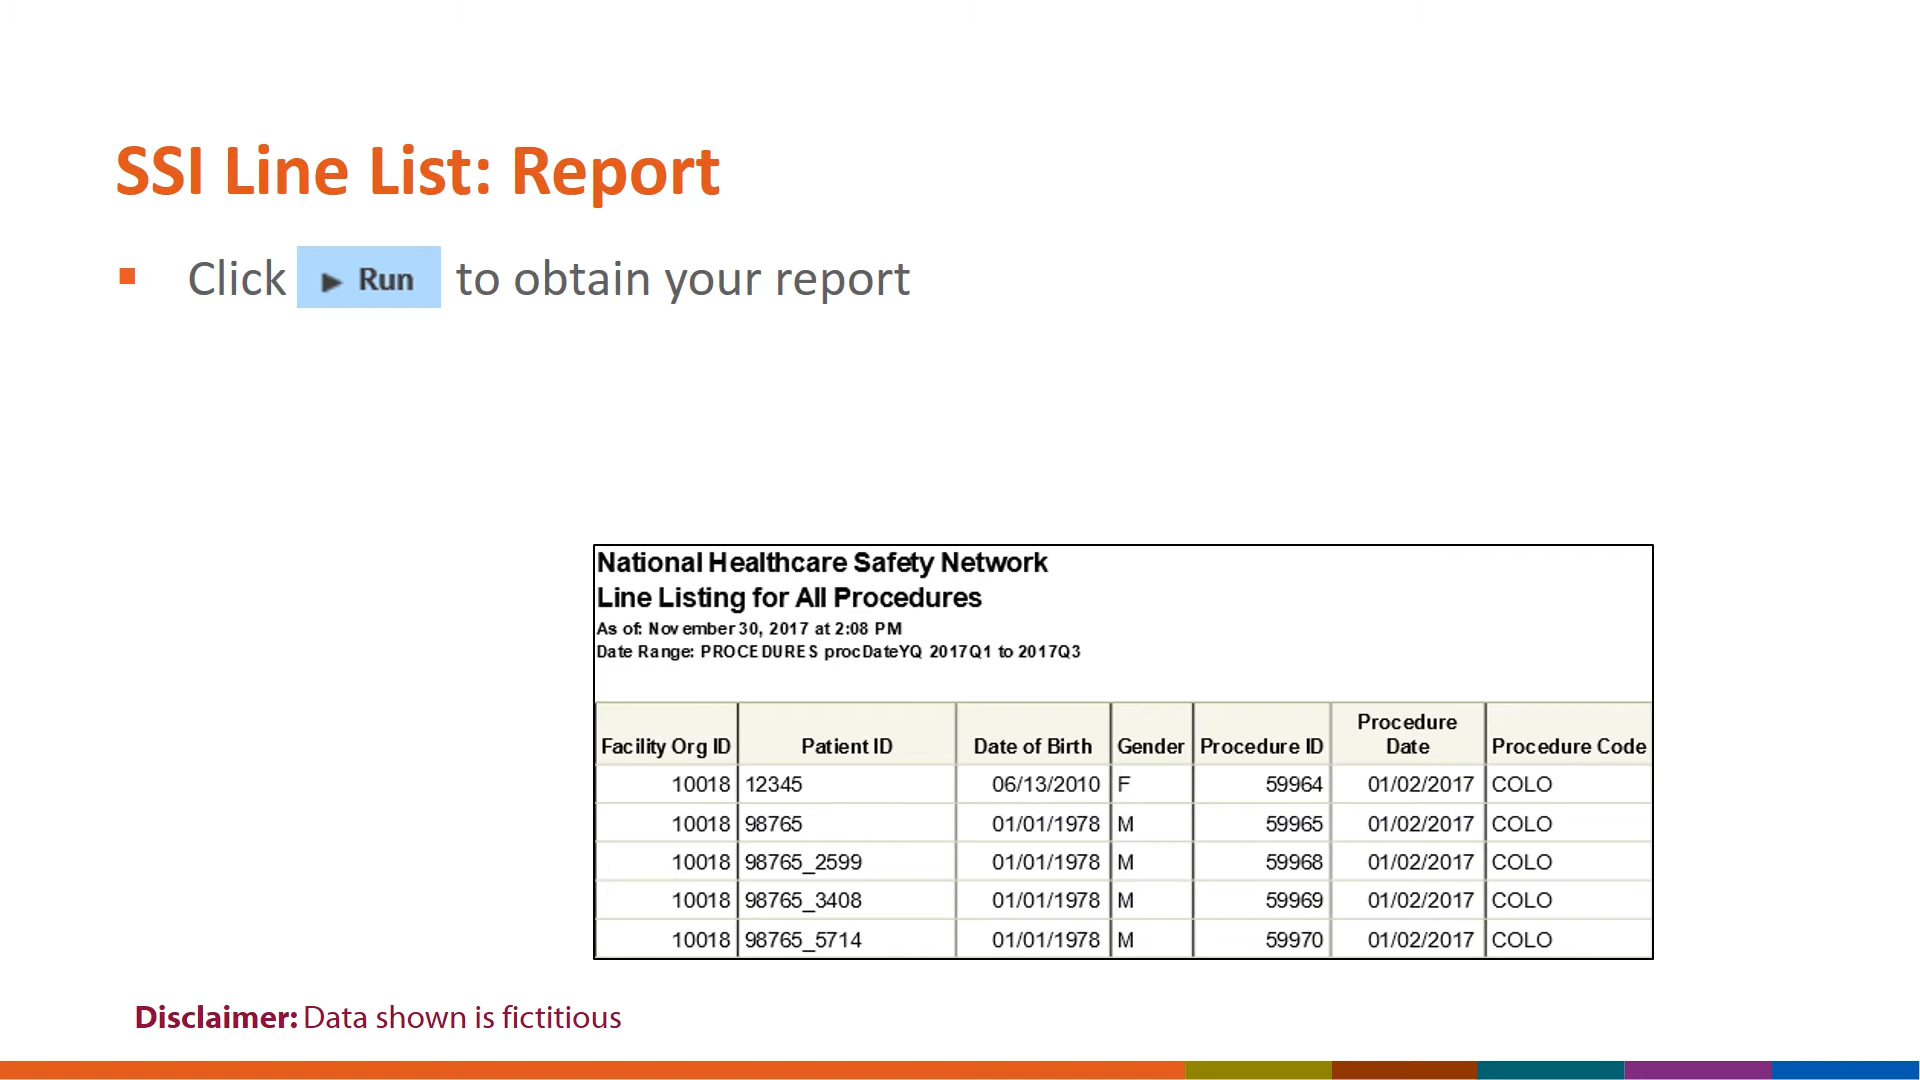 SSI Line List: Report
▪ Click ▶ Run to obtain your report
National Healthcare Safety Network
Line Listing for All Procedures
As of: November 30, 2017 at 2:08 PM
Date Range: PROCEDURES procDateYQ 2017Q1 to 2017Q3
Facility Org ID Patient ID Date of Birth Gender Procedure ID Procedure Date Procedure Code
10018 12345 06/13/2010 F 59964 01/02/2017 COLO
10018 98765 01/01/1978 M 59965 01/02/2017 COLO
10018 98765_2599 01/01/1978 M 59968 01/02/2017 COLO
10018 98765_3408 01/01/1978 M 59969 01/02/2017 COLO
10018 98765_5714 01/01/1978 M 59970 01/02/2017 COLO
Disclaimer: Data shown is fictitious